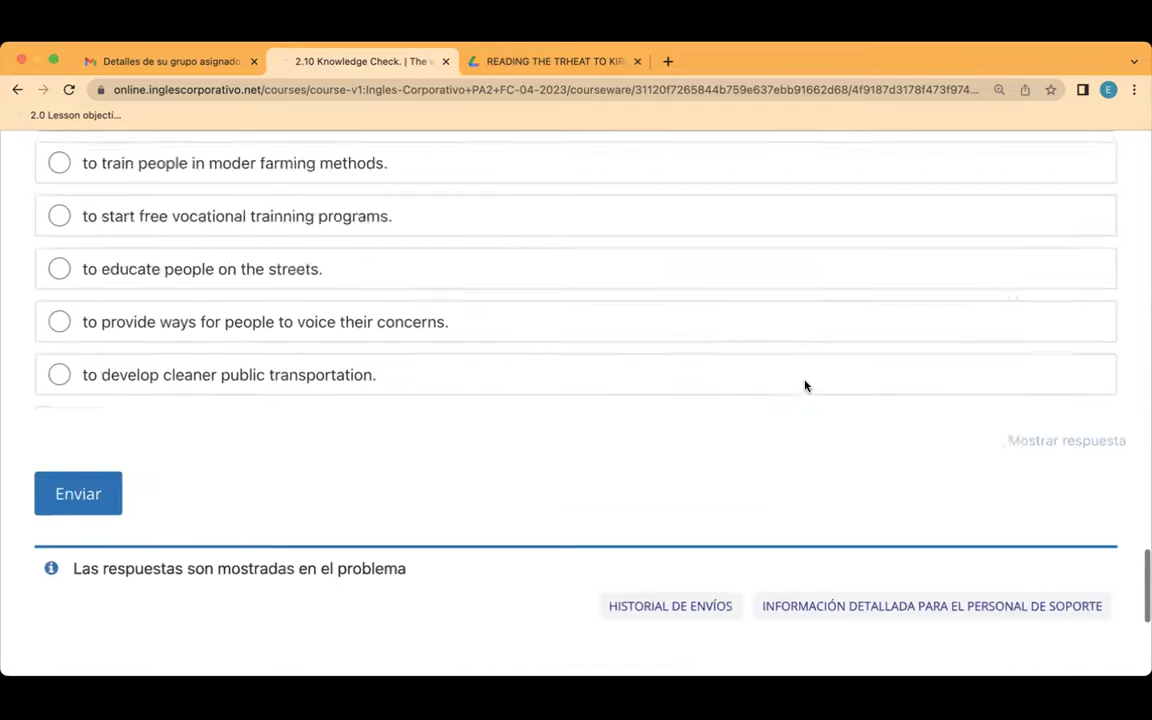 Detalles de su grupo asignado
2.10 Knowledge Check. | The
READING THE TRHEAT TO KIR
online.inglescorporativo.net/courses/course-v1:Ingles-Corporativo+PA2+FC-04-2023/courseware/31120f7265844b759e637ebb91662d68/4f9187d3178f473f974...
E
2.0 Lesson objecti...
to train people in moder farming methods.
to start free vocational trainning programs.
to educate people on the streets.
to provide ways for people to voice their concerns.
to develop cleaner public transportation.
Mostrar respuesta
Enviar
Las respuestas son mostradas en el problema
HISTORIAL DE ENVÍOS
INFORMACIÓN DETALLADA PARA EL PERSONAL DE SOPORTE